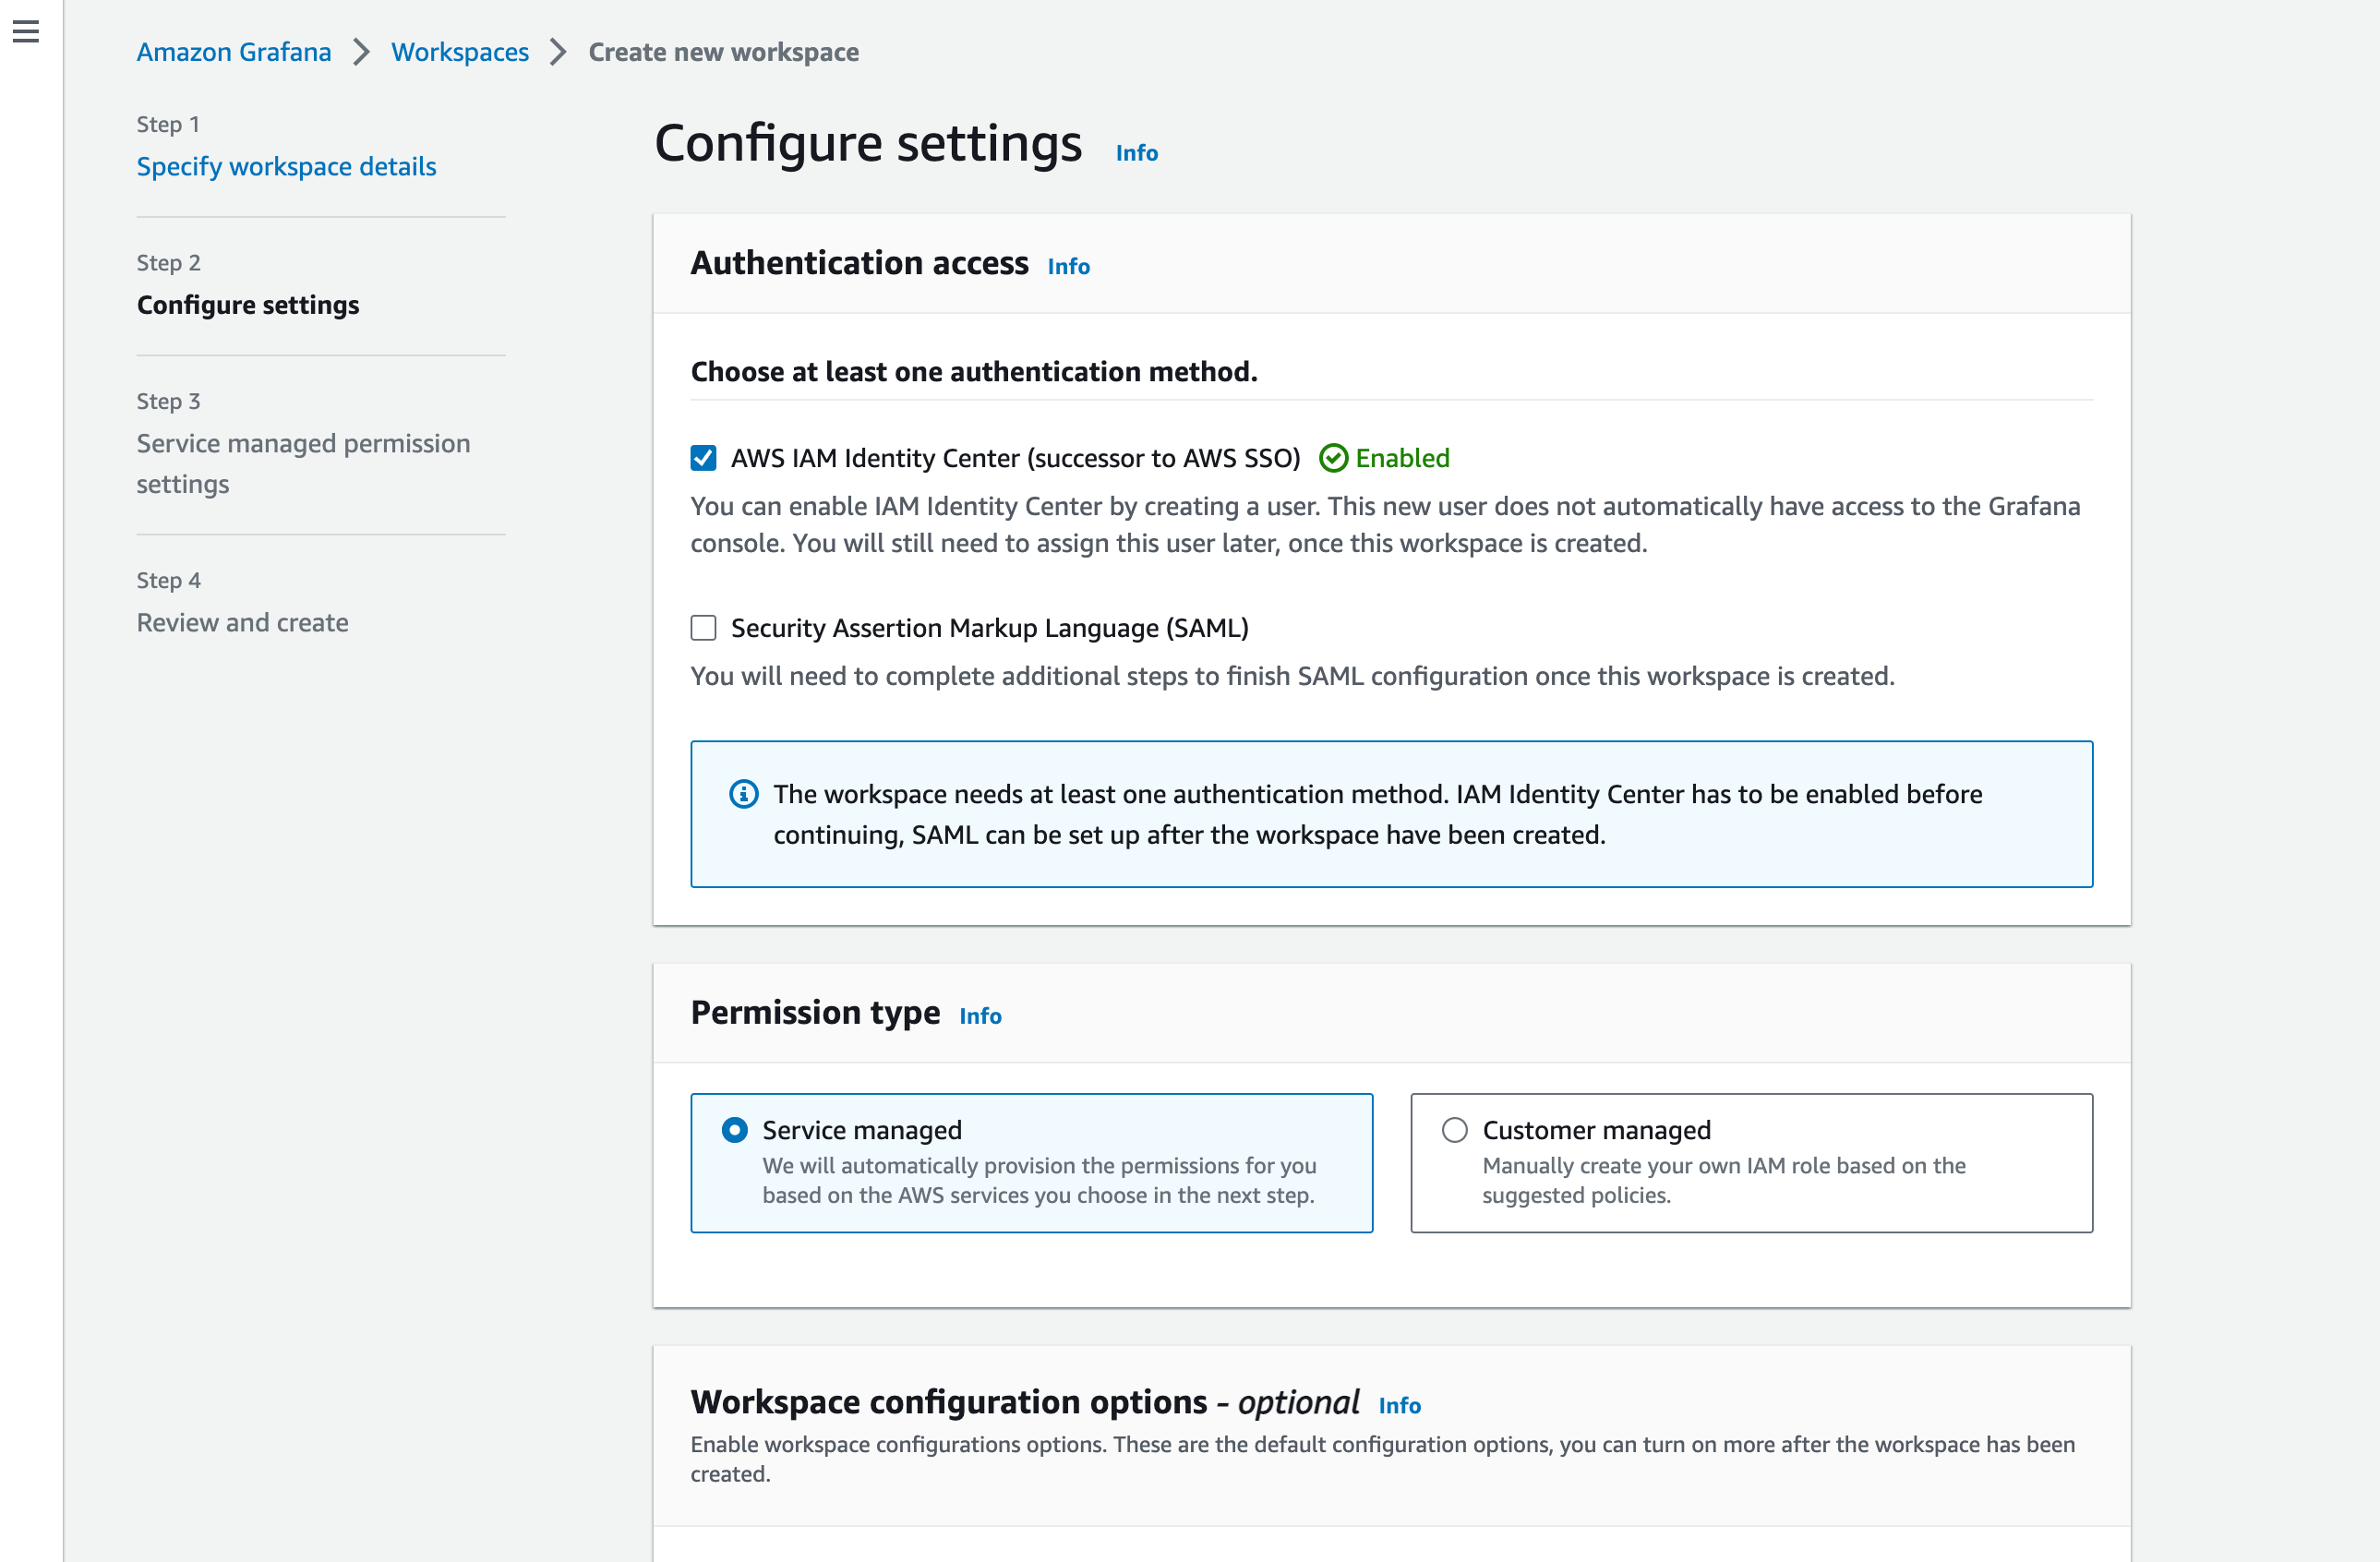 Amazon Grafana > Workspaces > Create new workspace
Step 1
Specify workspace details
Step 2
Configure settings
Step 3
Service managed permission
settings
Step 4
Review and create
Configure settings Info
Authentication access Info
Choose at least one authentication method.
AWS IAM Identity Center (successor to AWS SSO) Enabled
You can enable IAM Identity Center by creating a user. This new user does not automatically have access to the Grafana
console. You will still need to assign this user later, once this workspace is created.
Security Assertion Markup Language (SAML)
You will need to complete additional steps to finish SAML configuration once this workspace is created.
The workspace needs at least one authentication method. IAM Identity Center has to be enabled before
continuing, SAML can be set up after the workspace have been created.
Permission type Info
Service managed
We will automatically provision the permissions for you
based on the AWS services you choose in the next step.
Customer managed
Manually create your own IAM role based on the
suggested policies.
Workspace configuration options - optional Info
Enable workspace configurations options. These are the default configuration options, you can turn on more after the workspace has been
created.